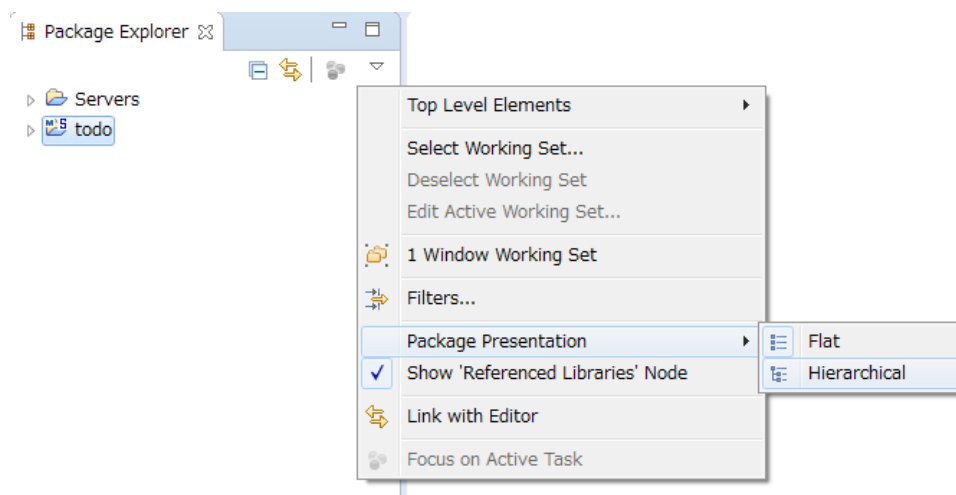 Package Explorer
Servers
todo
Top Level Elements
Select Working Set...
Deselect Working Set
Edit Active Working Set...
1 Window Working Set
Filters...
Package Presentation
Flat
Show 'Referenced Libraries' Node
Hierarchical
Link with Editor
Focus on Active Task